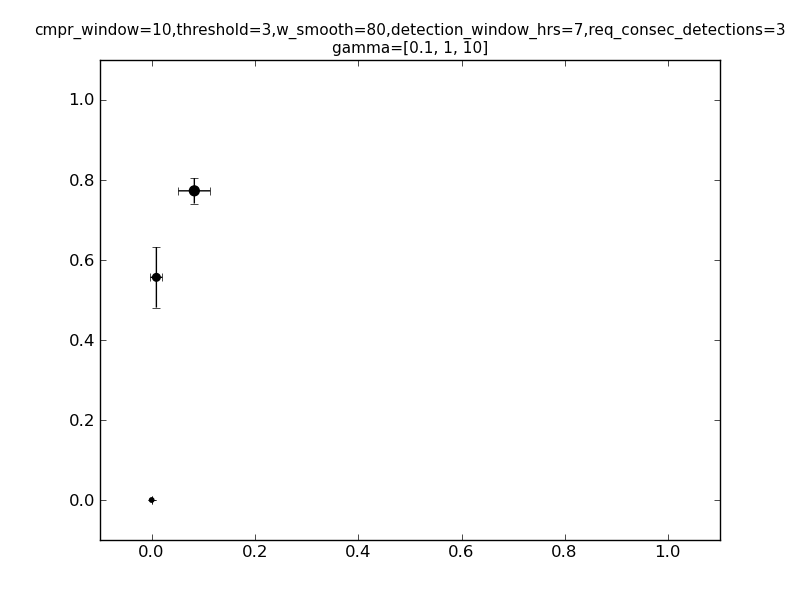 cmpr_window=10,threshold=3,w_smooth=80,detection_window_hrs=7,req_consec_detections=3
gamma=[0.1, 1, 10]
1.0
0.8
0.6
0.4
0.2
0.0
0.0 0.2 0.4 0.6 0.8 1.0